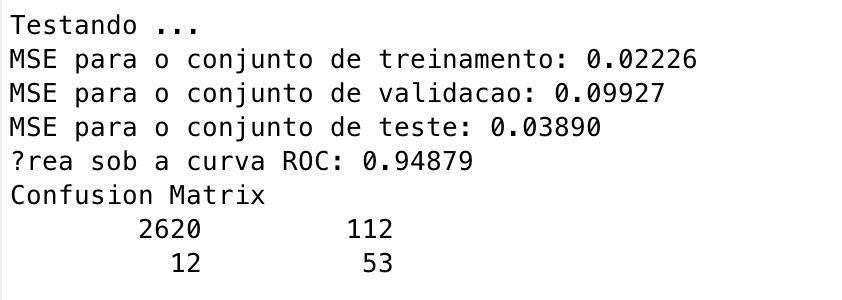 Testando ...
MSE para o conjunto de treinamento: 0.02226
MSE para o conjunto de validacao: 0.09927
MSE para o conjunto de teste: 0.03890
?rea sob a curva ROC: 0.94879
Confusion Matrix
2620 112
12 53